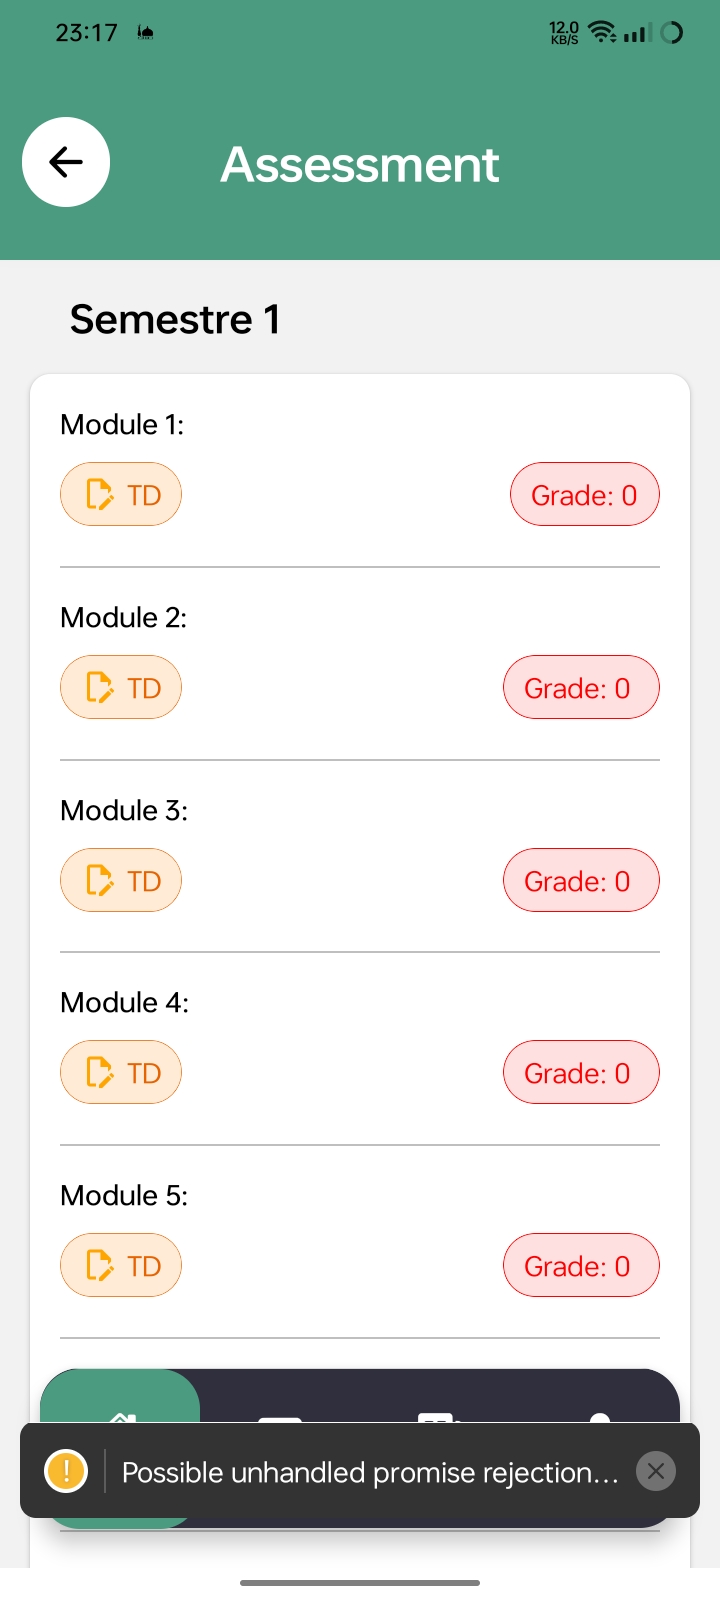 23:17
12.0
KB/S
Assessment
Semestre 1
Module 1:
TD
Grade: 0
Module 2:
TD
Grade: 0
Module 3:
TD
Grade: 0
Module 4:
TD
Grade: 0
Module 5:
TD
Grade: 0
Possible unhandled promise rejection...